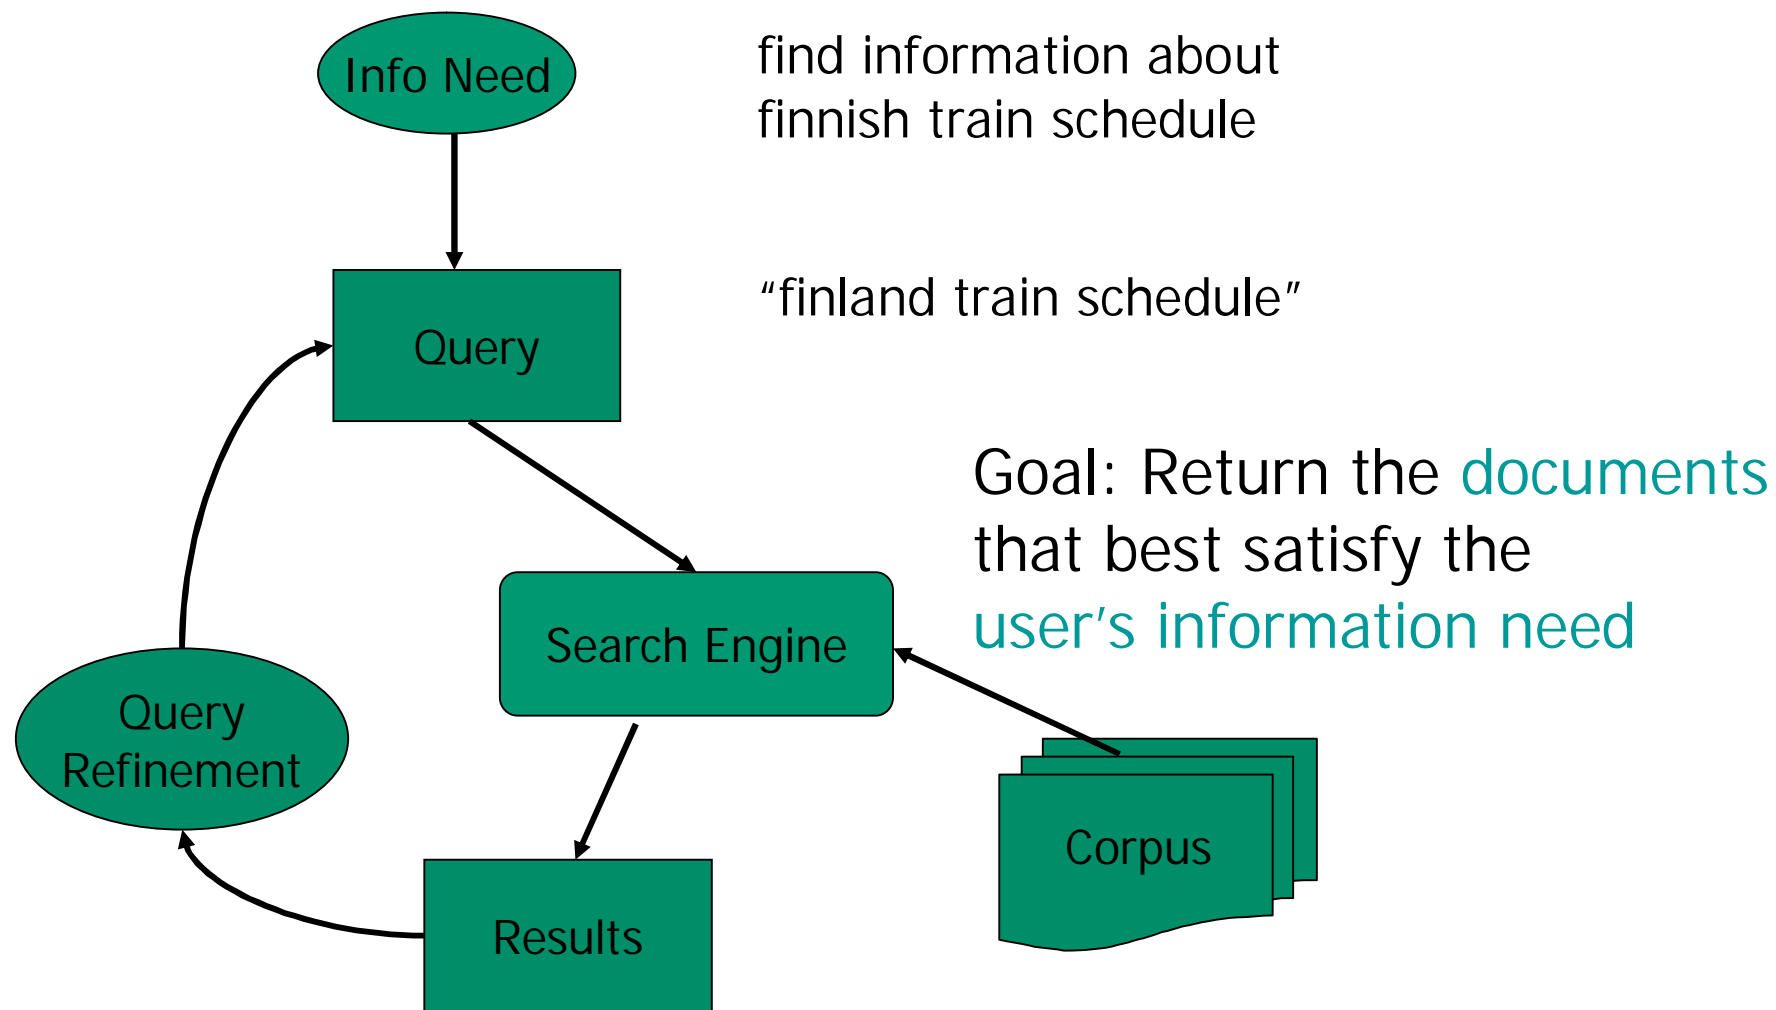 Info Need
find information about
finnish train schedule
Query
“finland train schedule”
Goal: Return the documents
that best satisfy the
user’s information need
Search Engine
Query
Refinement
Corpus
Results